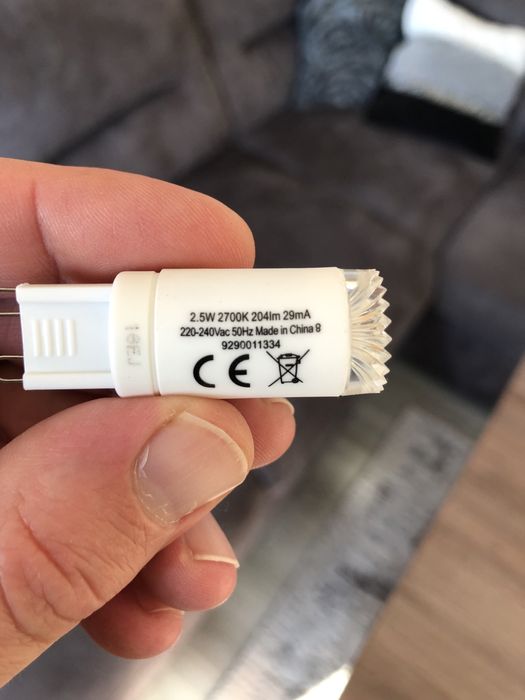 2.5W 2700K 204lm 29mA
220-240Vac 50Hz Made in China 8
9290011334
CE